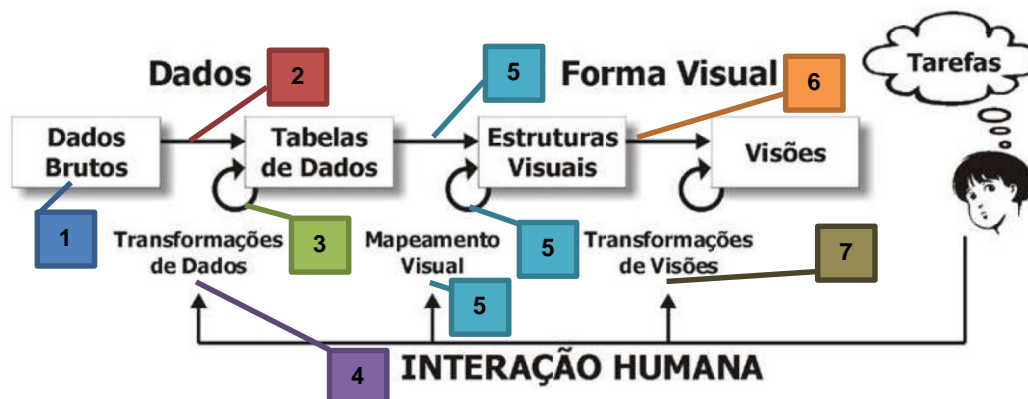 Dados
2
5
Forma Visual
6
Tarefas
Dados
Brutos
Tabelas
de Dados
Estruturas
Visuais
Visões
1
Transformações
de Dados
3
Mapeamento
Visual
5
Transformações
de Visões
7
5
4
INTERAÇÃO HUMANA